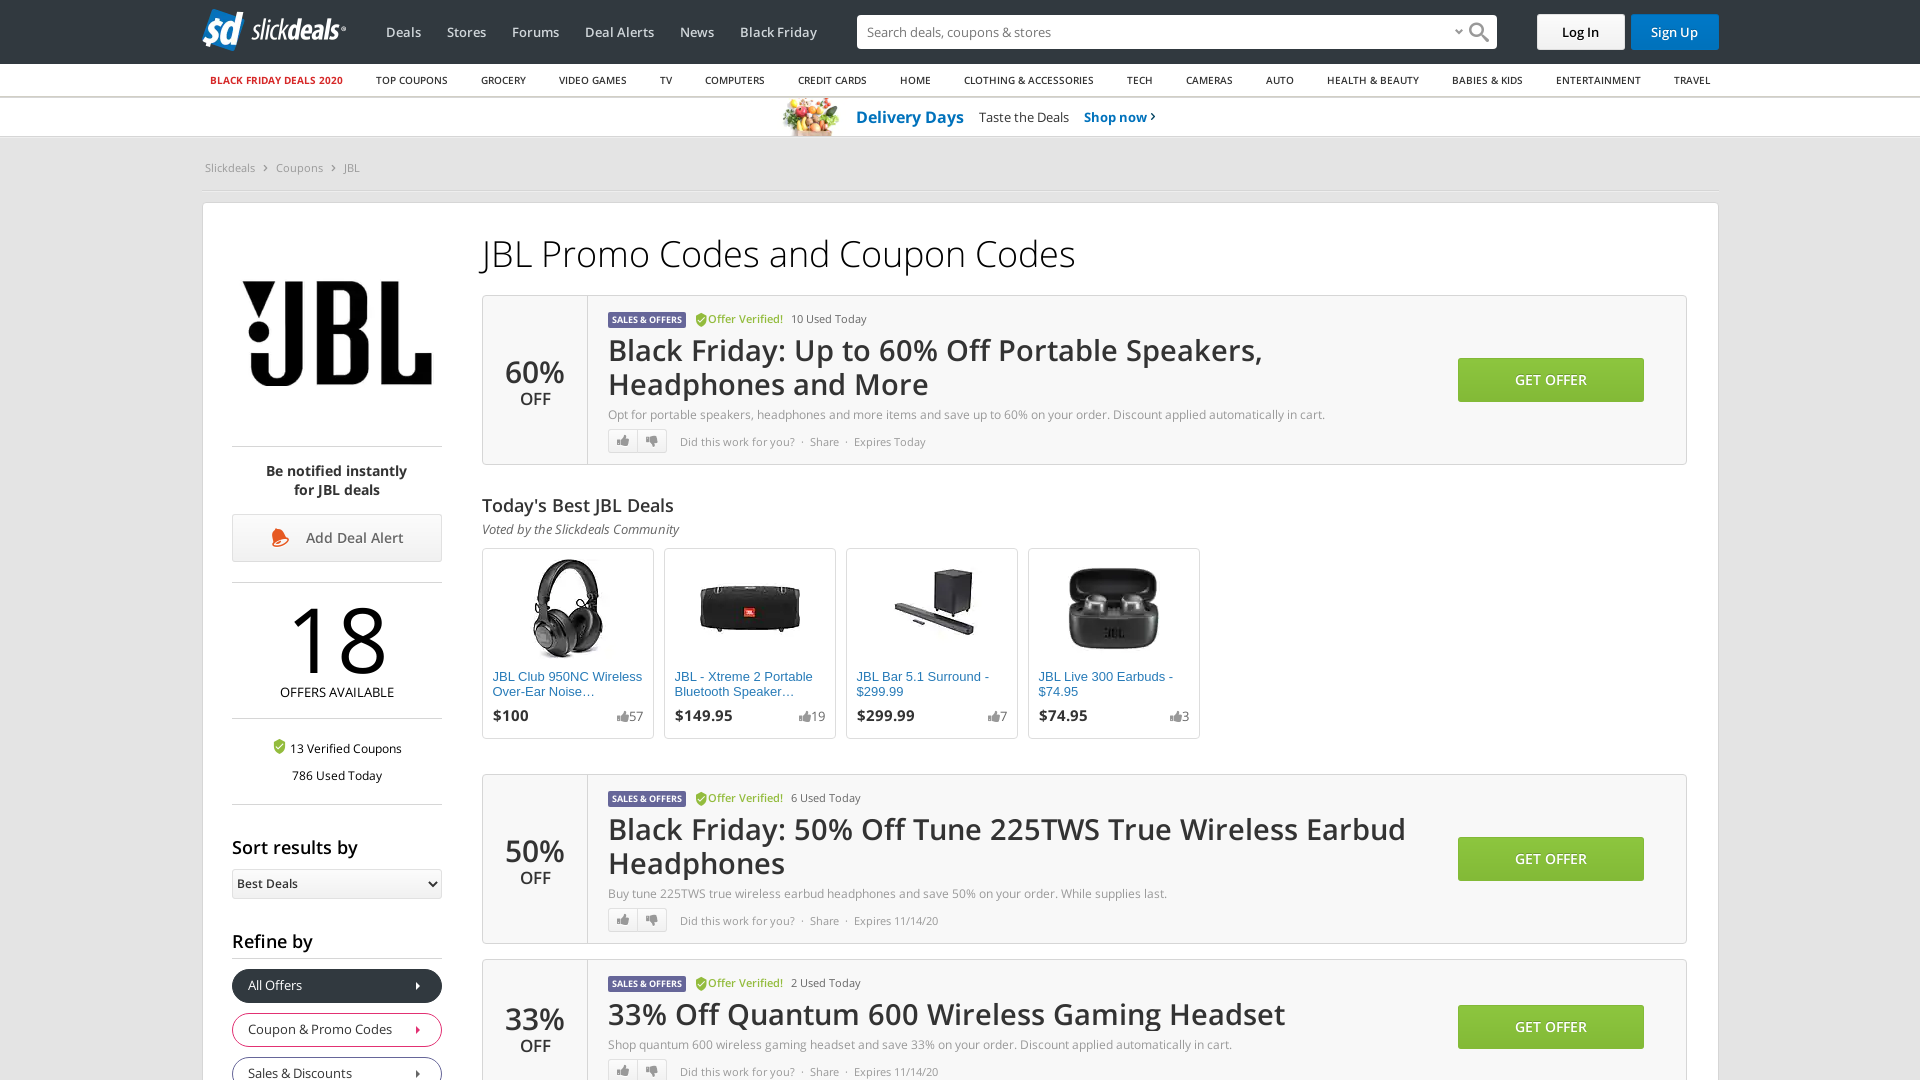 sd slickdeals
Deals Stores Forums Deal Alerts News Black Friday
Search deals, coupons & stores
Log In Sign Up
BLACK FRIDAY DEALS 2020 TOP COUPONS GROCERY VIDEO GAMES TV COMPUTERS CREDIT CARDS HOME CLOTHING & ACCESSORIES TECH CAMERAS AUTO HEALTH & BEAUTY BABIES & KIDS ENTERTAINMENT TRAVEL
Delivery Days Taste the Deals Shop now
Slickdeals > Coupons > JBL
JBL
Be notified instantly
for JBL deals
Add Deal Alert
18
OFFERS AVAILABLE
13 Verified Coupons
786 Used Today
Sort results by
Best Deals
Refine by
All Offers
Coupon & Promo Codes
Sales & Discounts
JBL Promo Codes and Coupon Codes
60%
OFF
SALES & OFFERS Offer Verified! 10 Used Today
Black Friday: Up to 60% Off Portable Speakers,
Headphones and More
Opt for portable speakers, headphones and more items and save up to 60% on your order. Discount applied automatically in cart.
Did this work for you? · Share · Expires Today
GET OFFER
Today's Best JBL Deals
Voted by the Slickdeals Community
JBL Club 950NC Wireless
Over-Ear Noise…
$100 57
JBL - Xtreme 2 Portable
Bluetooth Speaker…
$149.95 19
JBL Bar 5.1 Surround -
$299.99
$299.99 7
JBL
JBL Live 300 Earbuds -
$74.95
$74.95 3
50%
OFF
SALES & OFFERS Offer Verified! 6 Used Today
Black Friday: 50% Off Tune 225TWS True Wireless Earbud
Headphones
Buy tune 225TWS true wireless earbud headphones and save 50% on your order. While supplies last.
Did this work for you? · Share · Expires 11/14/20
GET OFFER
33%
OFF
SALES & OFFERS Offer Verified! 2 Used Today
33% Off Quantum 600 Wireless Gaming Headset
Shop quantum 600 wireless gaming headset and save 33% on your order. Discount applied automatically in cart.
Did this work for you? · Share · Expires 11/14/20
GET OFFER